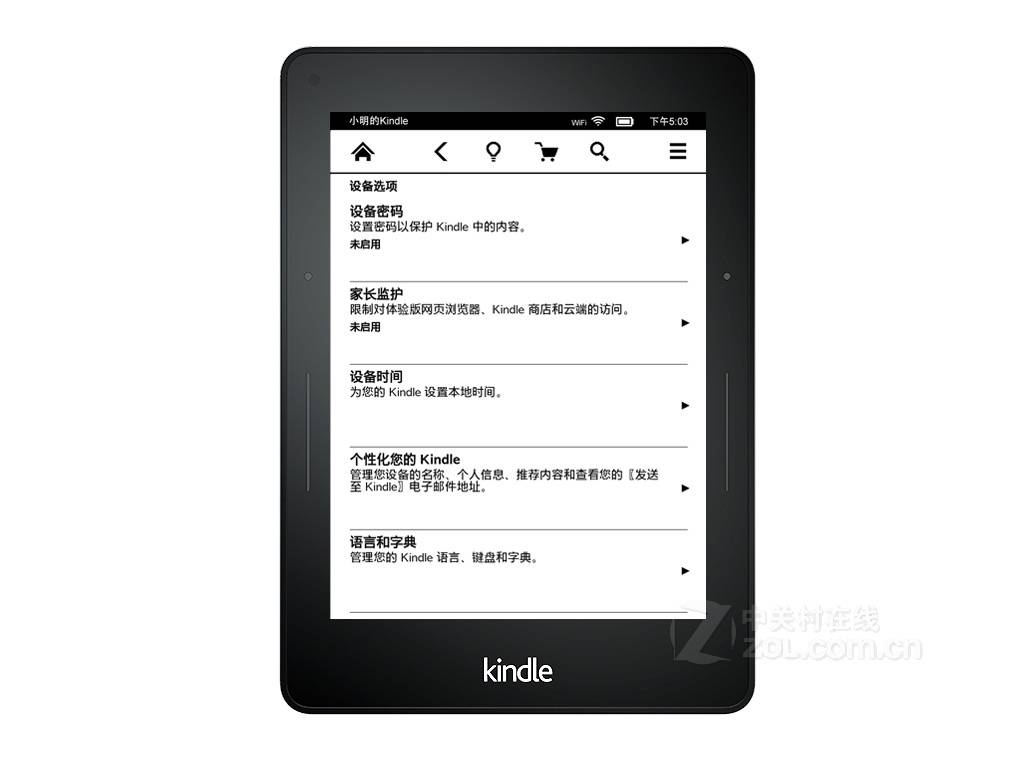 小明的Kindle WiFi 下午5:03
设备选项
设备密码
设置密码以保护 Kindle 中的内容。
未启用
家长监护
限制对体验版网页浏览器、Kindle 商店和云端的访问。
未启用
设备时间
为您的 Kindle 设置本地时间。
个性化您的 Kindle
管理您设备的名称、个人信息、推荐内容和查看您的〖发送
至 Kindle〗电子邮件地址。
语言和字典
管理您的 Kindle 语言、键盘和字典。
中关村在线
ZOL.com.cn
kindle